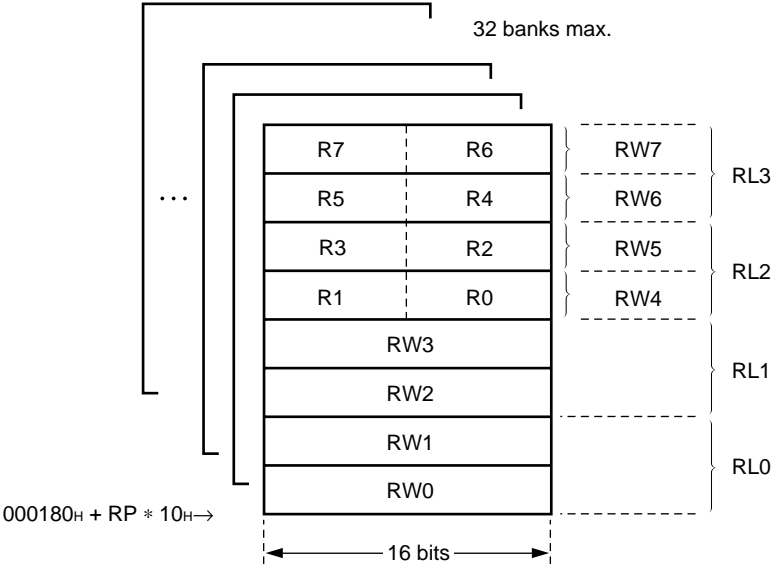 32 banks max.
R7 R6 RW7
RL3
... R5 R4 RW6
R3 R2 RW5
RL2
R1 R0 RW4
RW3
RL1
RW2
RW1
RL0
RW0
000180H + RP * 10H→
16 bits